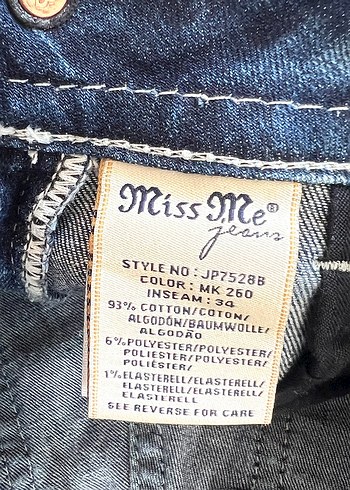 Miss Me®
jeans
STYLE NO : JP7528B
COLOR : MK 260
INSEAM : 34
93% COTTON/COTON/
ALGODÓN/BAUMWOLLE/
ALGODÃO
6%POLYESTER/POLYESTER/
POLIÉSTER/POLYESTER/
POLIÉSTER/
1%ELASTERELL/ELASTERELL/
ELASTERELL/ELASTERELL/
ELASTERELL
SEE REVERSE FOR CARE